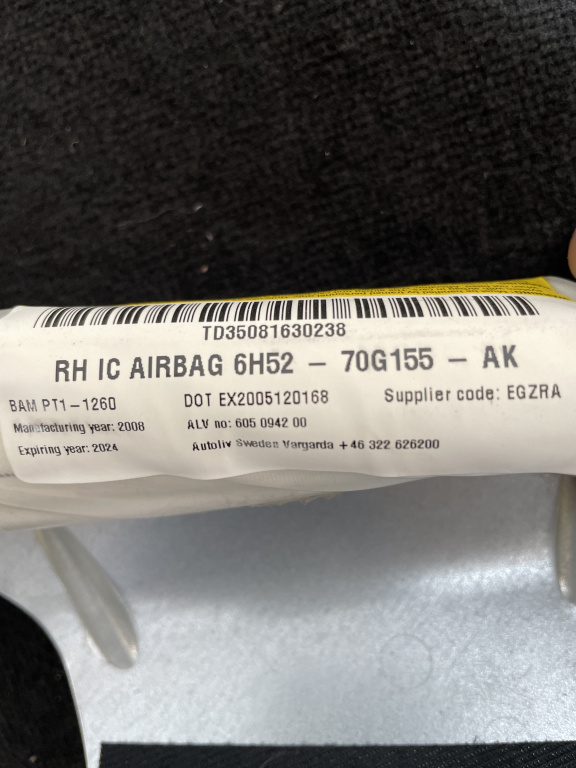 TD35081630238
RH IC AIRBAG 6H52 – 70G155 – AK
BAM PT1-1260 DOT EX2005120168 Supplier code: EGZRA
Manufacturing year: 2008 ALV no: 605 0942 00
Expiring year: 2024 Autoliv Sweden Vargarda +46 322 626200